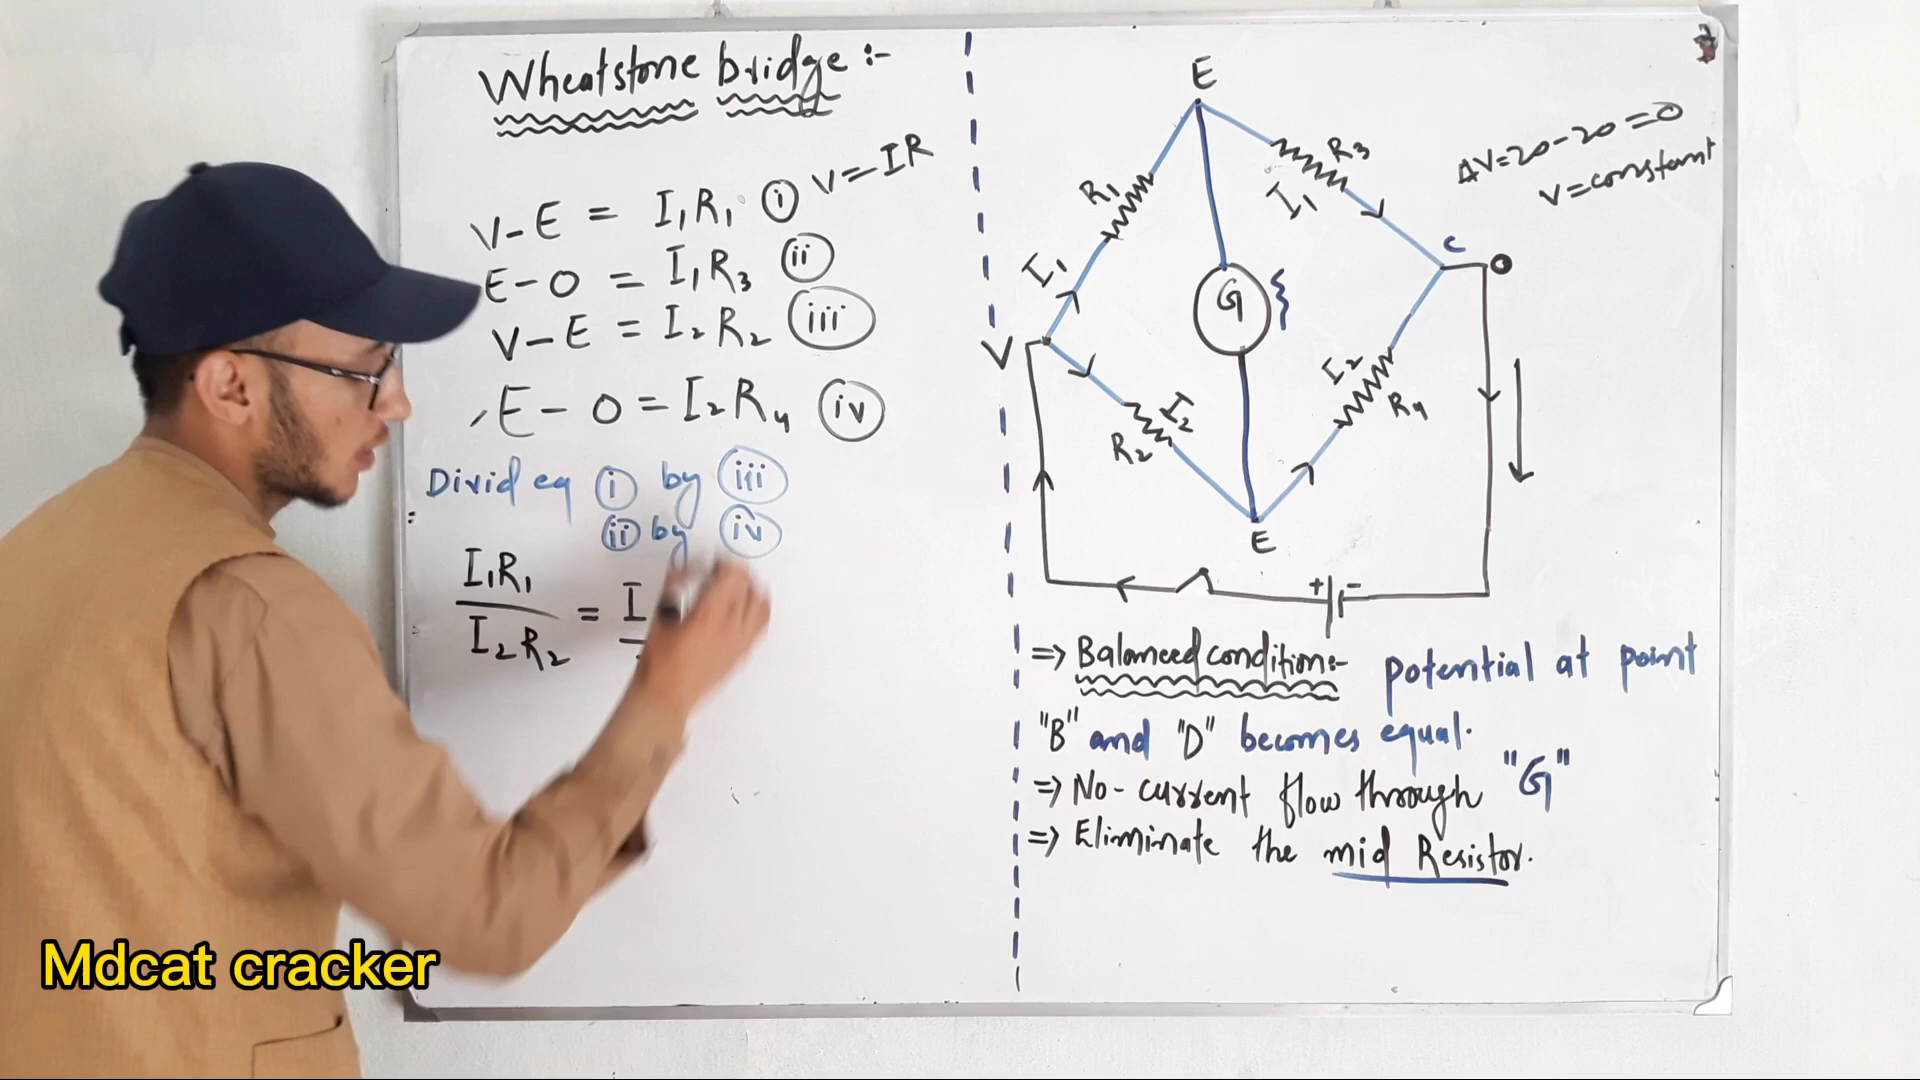 Wheatstone bridge :-
V = IR
V - E = I₁R₁ (i)
E - 0 = I₁R₃ (ii)
V - E = I₂R₂ (iii)
E - 0 = I₂R₄ (iv)
Divid eq (i) by (iii)
(ii) by (iv)
I₁R₁ / I₂R₂ = I
E
R₁
R₃
I₁
I₁
C
G
V
I₂
R₂
I₂
R₄
E
+ -
ΔV = 20 - 20 = 0
V = constant
⇒ Balanced condition:- potential at point
"B" and "D" becomes equal.
⇒ No-current flow through "G"
⇒ Eliminate the mid Resistor.
Mdcat cracker